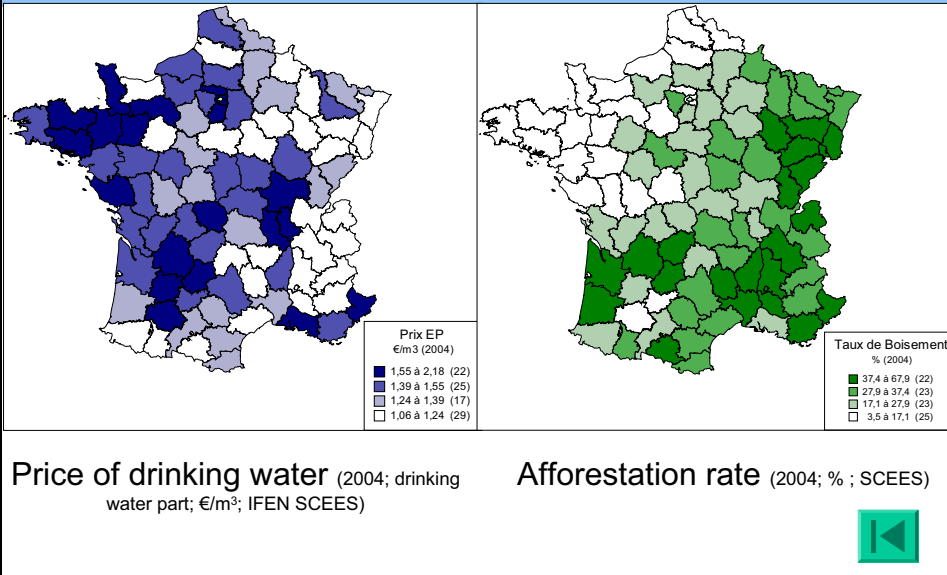 Prix EP
€/m3 (2004)
1,55 à 2,18 (22)
1,39 à 1,55 (25)
1,24 à 1,39 (17)
1,06 à 1,24 (29)
Taux de Boisement
% (2004)
37,4 à 67,9 (22)
27,9 à 37,4 (23)
17,1 à 27,9 (23)
3,5 à 17,1 (25)
Price of drinking water (2004; drinking
water part; €/m³; IFEN SCEES)
Afforestation rate (2004; % ; SCEES)